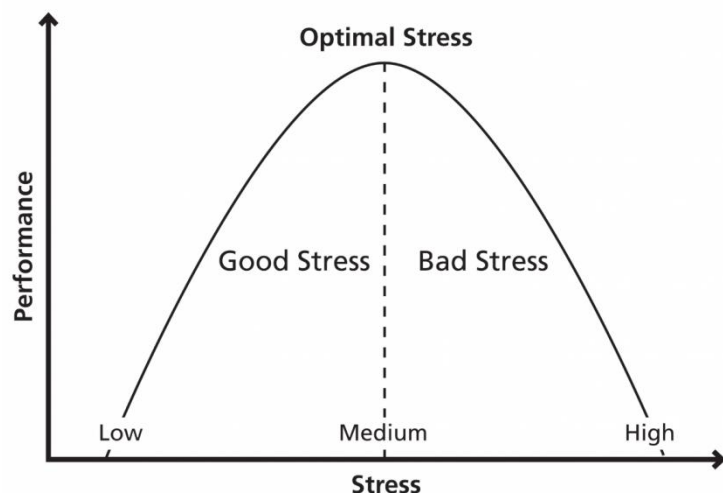 Optimal Stress
Performance
Good Stress
Bad Stress
Low
Medium
High
Stress